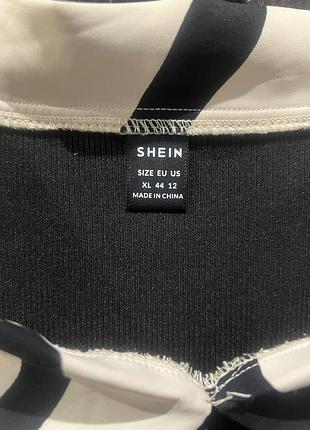 SHEIN
SIZE EU US
XL 44 12
MADE IN CHINA